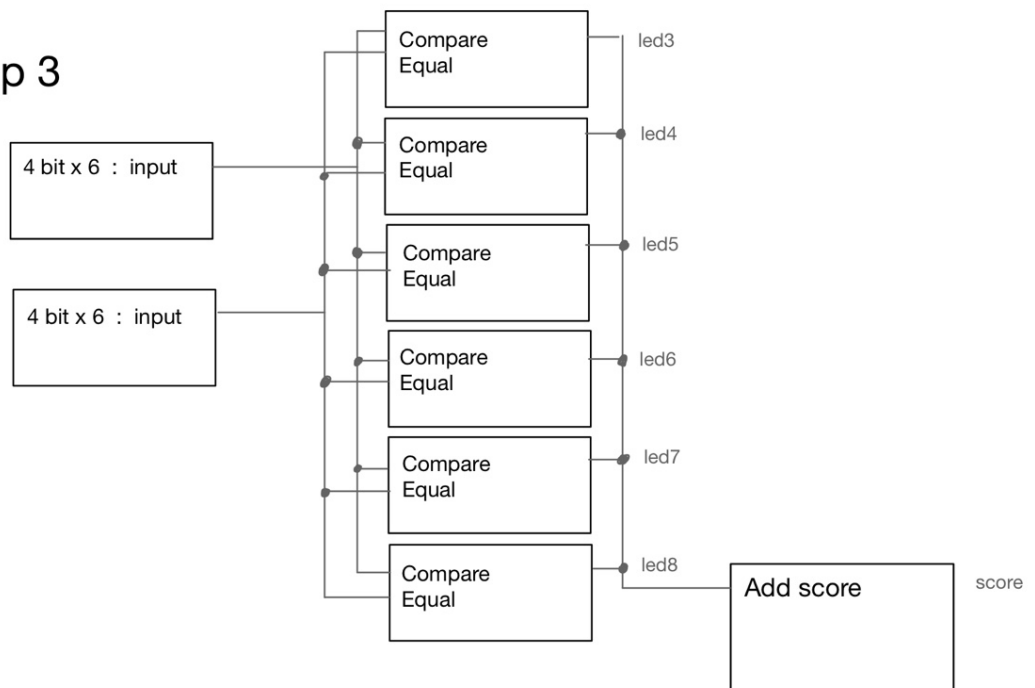 p 3
4 bit x 6 : input
4 bit x 6 : input
Compare
Equal
led3
Compare
Equal
led4
Compare
Equal
led5
Compare
Equal
led6
Compare
Equal
led7
Compare
Equal
led8
Add score
score